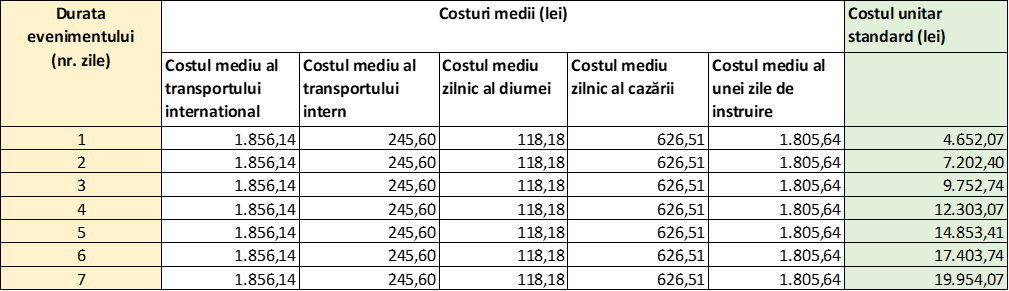 Durata evenimentului (nr. zile) Costuri medii (lei) Costul unitar standard (lei)
Costul mediu al transportului international Costul mediu al transportului intern Costul mediu zilnic al diurnei Costul mediu zilnic al cazării Costul mediu al unei zile de instruire
1 1.856,14 245,60 118,18 626,51 1.805,64 4.652,07
2 1.856,14 245,60 118,18 626,51 1.805,64 7.202,40
3 1.856,14 245,60 118,18 626,51 1.805,64 9.752,74
4 1.856,14 245,60 118,18 626,51 1.805,64 12.303,07
5 1.856,14 245,60 118,18 626,51 1.805,64 14.853,41
6 1.856,14 245,60 118,18 626,51 1.805,64 17.403,74
7 1.856,14 245,60 118,18 626,51 1.805,64 19.954,07